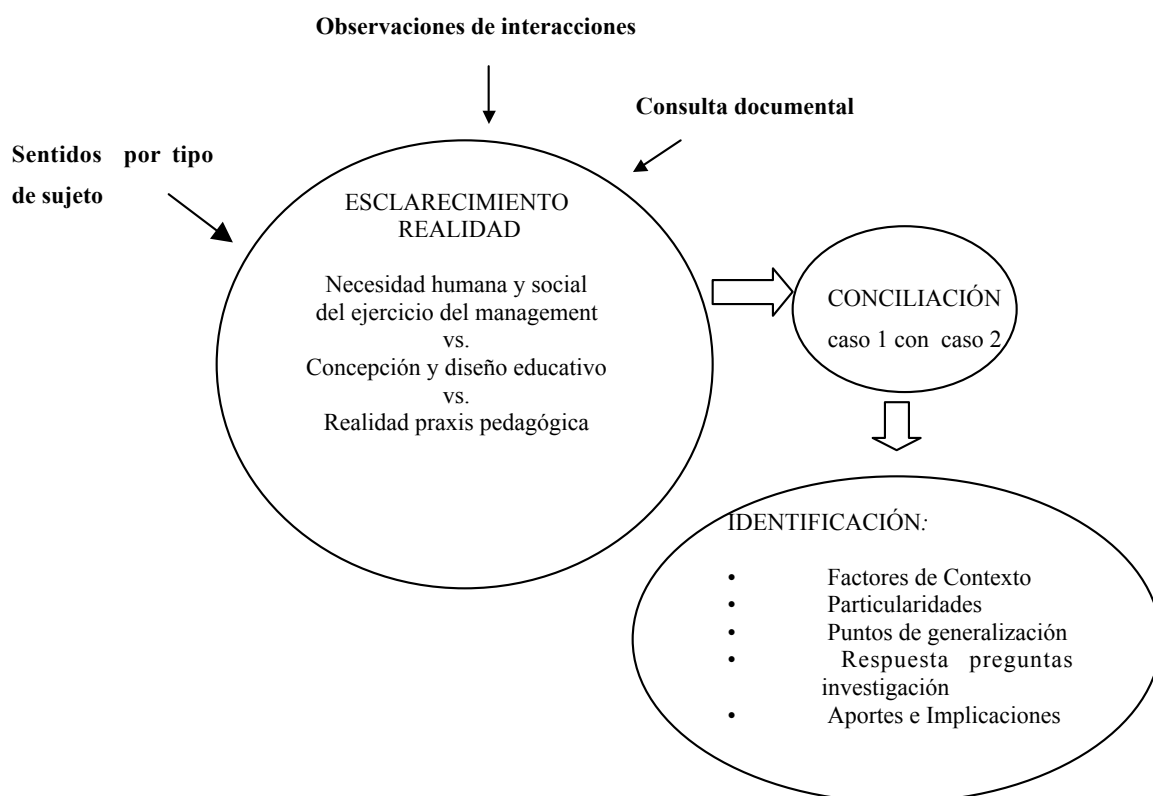 Observaciones de interacciones
Consulta documental
Sentidos por tipo
de sujeto
ESCLARECIMIENTO
REALIDAD
Necesidad humana y social
del ejercicio del management
vs.
Concepción y diseño educativo
vs.
Realidad praxis pedagógica
CONCILIACIÓN
caso 1 con caso 2
IDENTIFICACIÓN:
• Factores de Contexto
• Particularidades
• Puntos de generalización
• Respuesta preguntas
investigación
• Aportes e Implicaciones